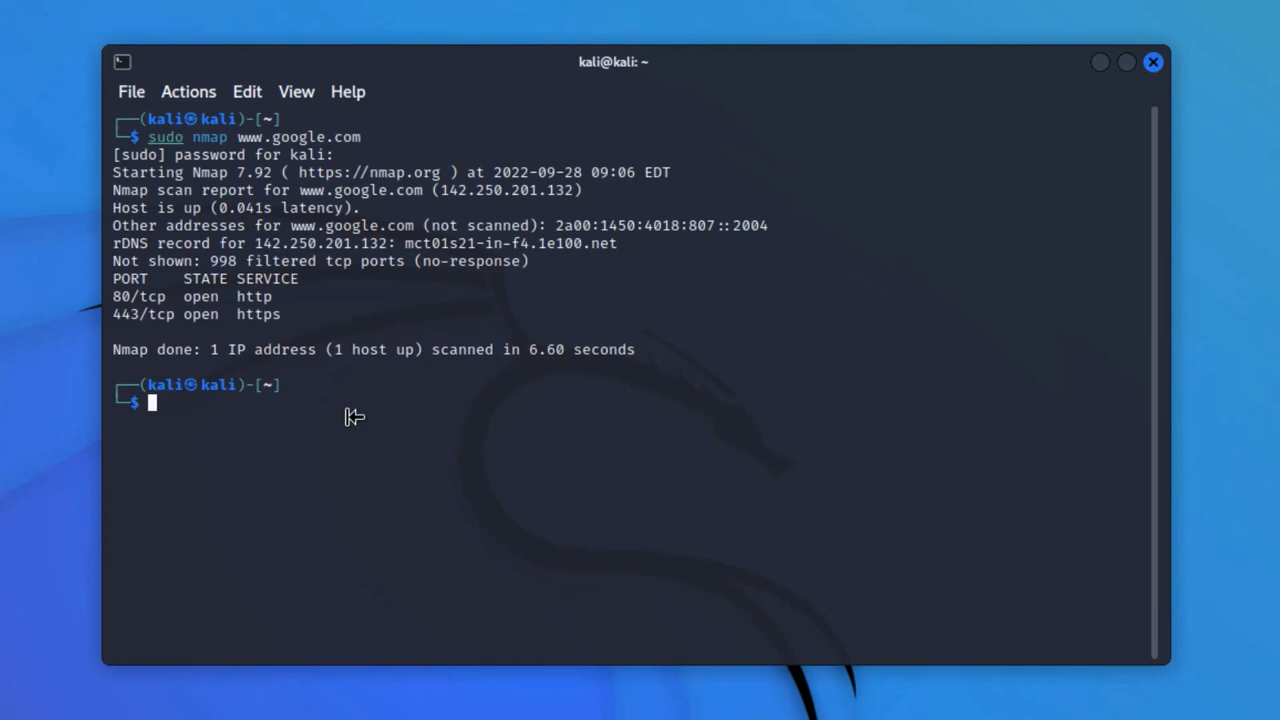 kali@kali: ~
File Actions Edit View Help
┌──(kali㉿kali)-[~]
└─$ sudo nmap www.google.com
[sudo] password for kali:
Starting Nmap 7.92 ( https://nmap.org ) at 2022-09-28 09:06 EDT
Nmap scan report for www.google.com (142.250.201.132)
Host is up (0.041s latency).
Other addresses for www.google.com (not scanned): 2a00:1450:4018:807::2004
rDNS record for 142.250.201.132: mct01s21-in-f4.1e100.net
Not shown: 998 filtered tcp ports (no-response)
PORT    STATE SERVICE
80/tcp  open  http
443/tcp open  https
Nmap done: 1 IP address (1 host up) scanned in 6.60 seconds
┌──(kali㉿kali)-[~]
└─$